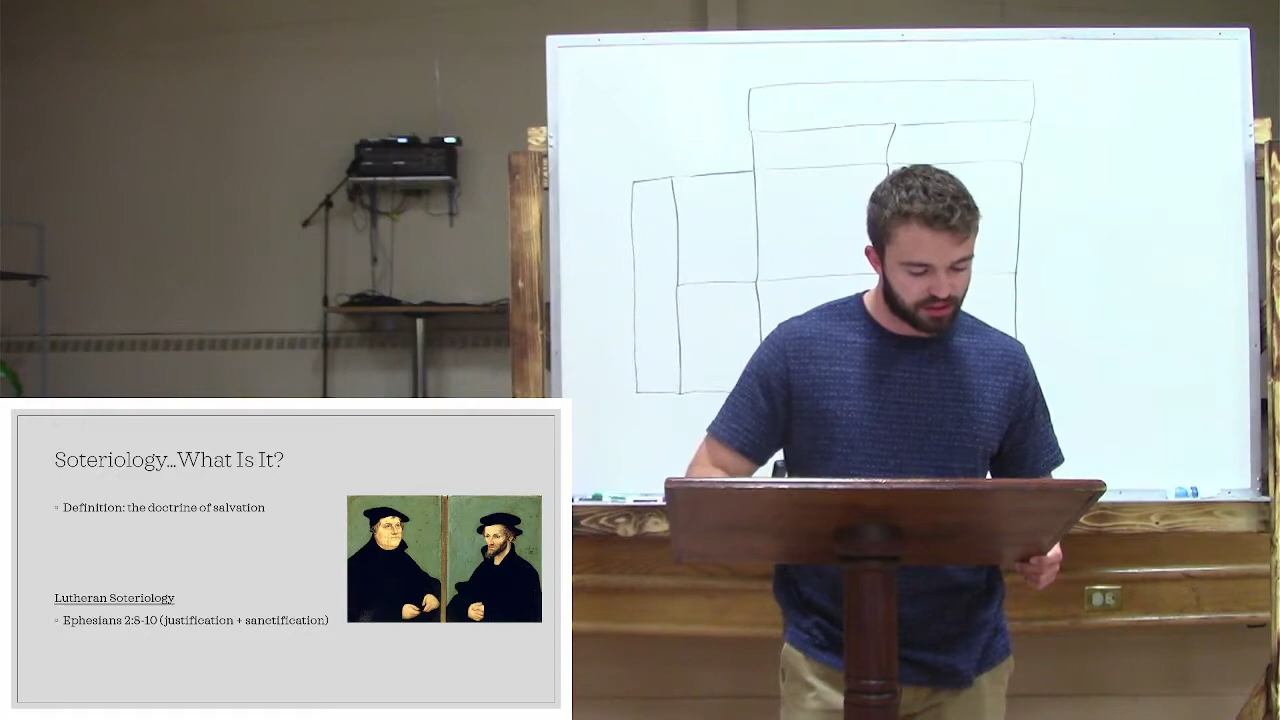 Soteriology...What Is It?
▫ Definition: the doctrine of salvation
Lutheran Soteriology
▫ Ephesians 2:8-10 (justification + sanctification)